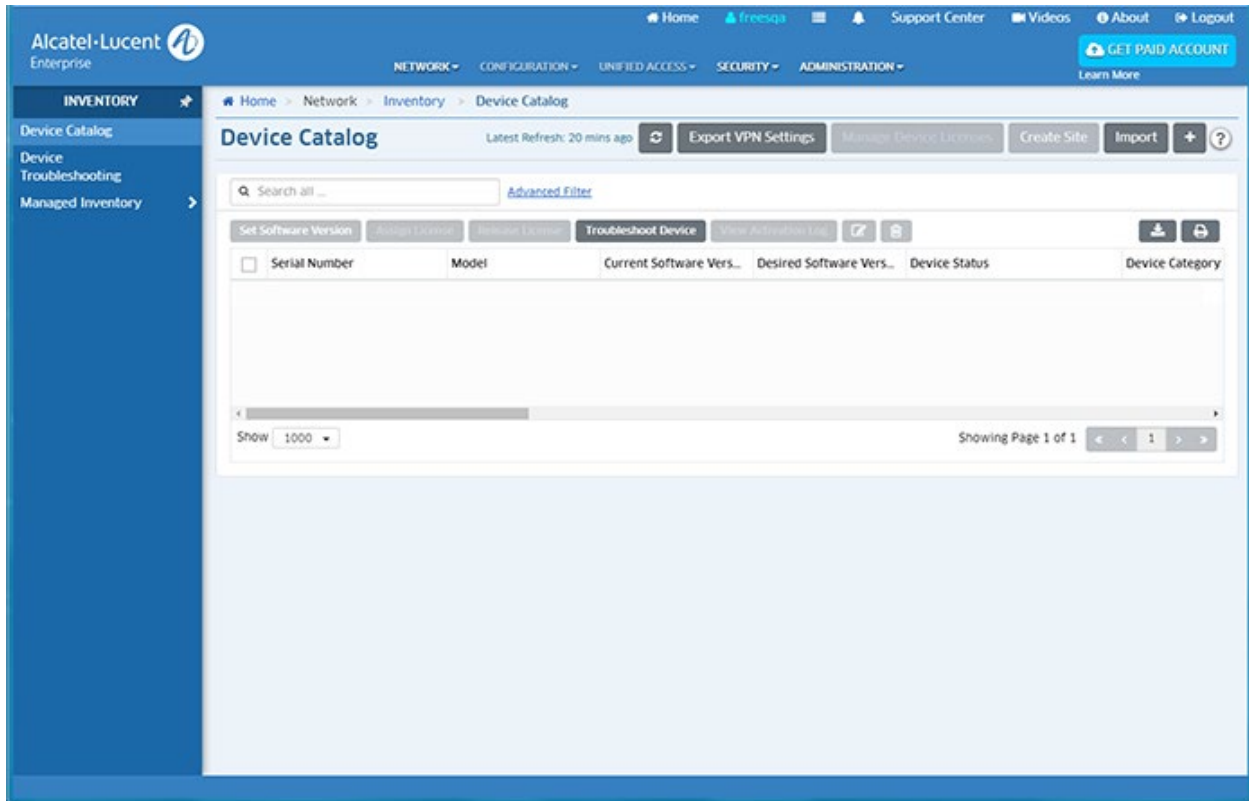 Home freesqa Support Center Videos About Logout
Alcatel·Lucent
Enterprise
GET PAID ACCOUNT
Learn More
NETWORK CONFIGURATION UNIFIED ACCESS SECURITY ADMINISTRATION
INVENTORY
Home > Network > Inventory > Device Catalog
Device Catalog
Device
Troubleshooting
Managed Inventory
Device Catalog
Latest Refresh: 20 mins ago
Export VPN Settings Manage Device Licenses Create Site Import + ?
Search all ...
Advanced Filter
Set Software Version Assign License Release License Troubleshoot Device View Activation Log
Serial Number Model Current Software Vers... Desired Software Vers... Device Status Device Category
Show 1000
Showing Page 1 of 1 « < 1 > »